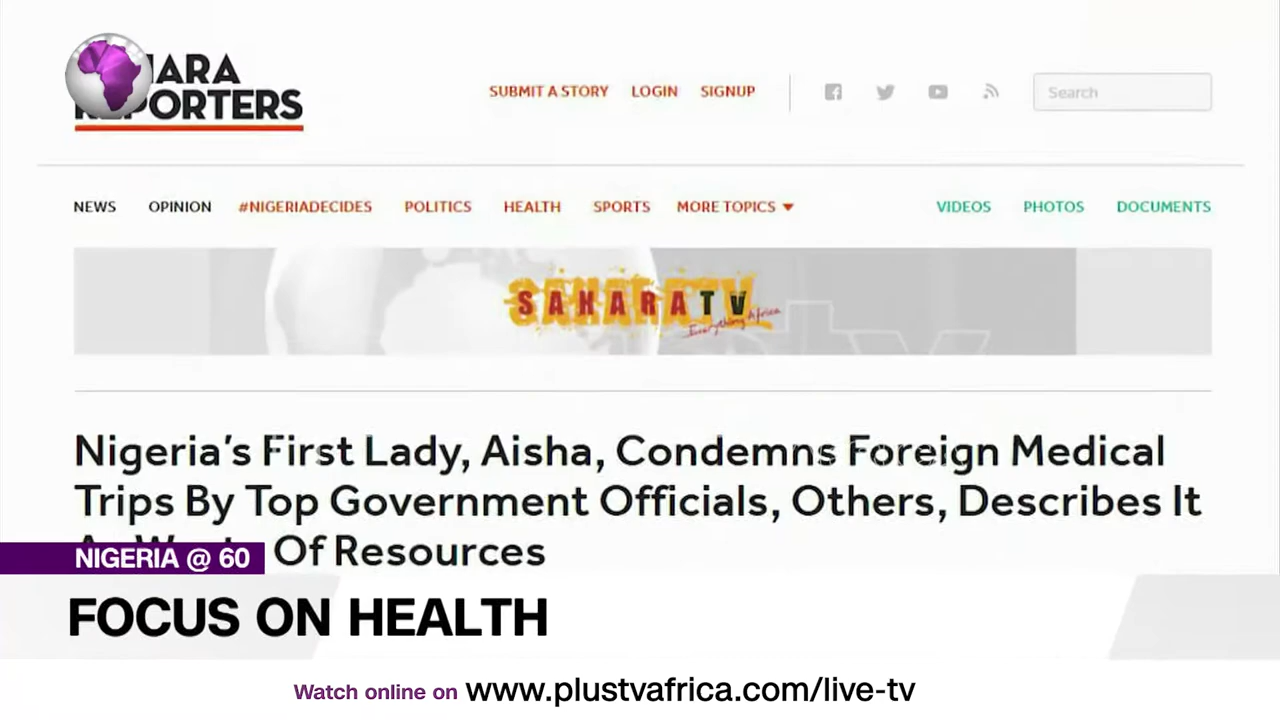 ARA
PORTERS
SUBMIT A STORY LOGIN SIGNUP
Search
NEWS OPINION #NIGERIADECIDES POLITICS HEALTH SPORTS MORE TOPICS VIDEOS PHOTOS DOCUMENTS
SAHARA TV
Everything Africa
Nigeria's First Lady, Aisha, Condemns Foreign Medical
Trips By Top Government Officials, Others, Describes It
Of Resources
NIGERIA @ 60
FOCUS ON HEALTH
Watch online on www.plustvafrica.com/live-tv